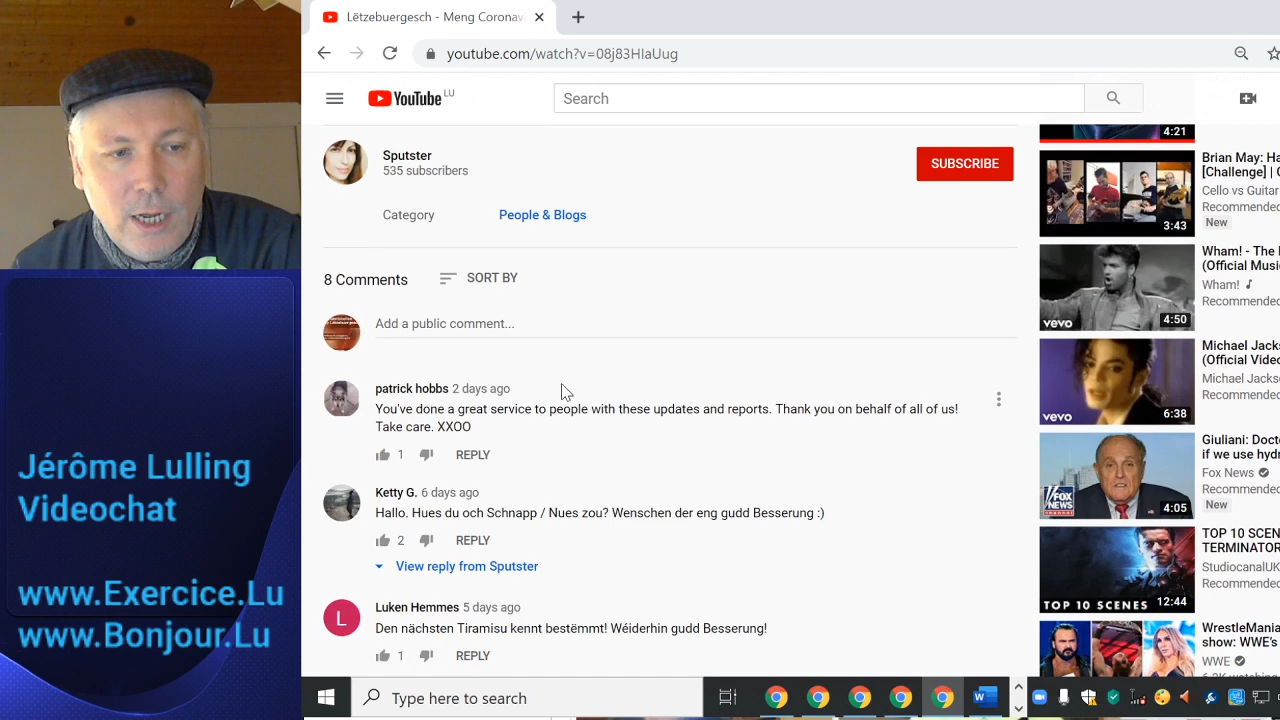 Lëtzebuergesch - Meng Coronav
youtube.com/watch?v=08j83HIaUug
YouTube LU
Search
4:21
Sputster
535 subscribers
SUBSCRIBE
Category
People & Blogs
8 Comments
SORT BY
Add a public comment...
patrick hobbs 2 days ago
You've done a great service to people with these updates and reports. Thank you on behalf of all of us!
Take care. XXOO
1 REPLY
Ketty G. 6 days ago
Hallo. Hues du och Schnapp / Nues zou? Wenschen der eng gudd Besserung :)
2 REPLY
View reply from Sputster
L
Luken Hemmes 5 days ago
Den nächsten Tiramisu kennt bestëmmt! Wéiderhin gudd Besserung!
1 REPLY
Brian May: Ha
[Challenge] | G
Cello vs Guitar
Recommended
New
3:43
Wham! - The
(Official Musi
Wham!
Recommended
vevo
4:50
Michael Jacks
(Official Video
Michael Jackso
Recommended
vevo
6:38
Giuliani: Docto
if we use hydr
Fox News
Recommended
New
FOX
NEWS
channel
4:05
TOP 10 SCEN
TERMINATOR
StudiocanalUK
Recommended
TOP 10 SCENES
12:44
WrestleMania
show: WWE's
WWE
Jérôme Lulling
Videochat
www.Exercice.Lu
www.Bonjour.Lu
Type here to search